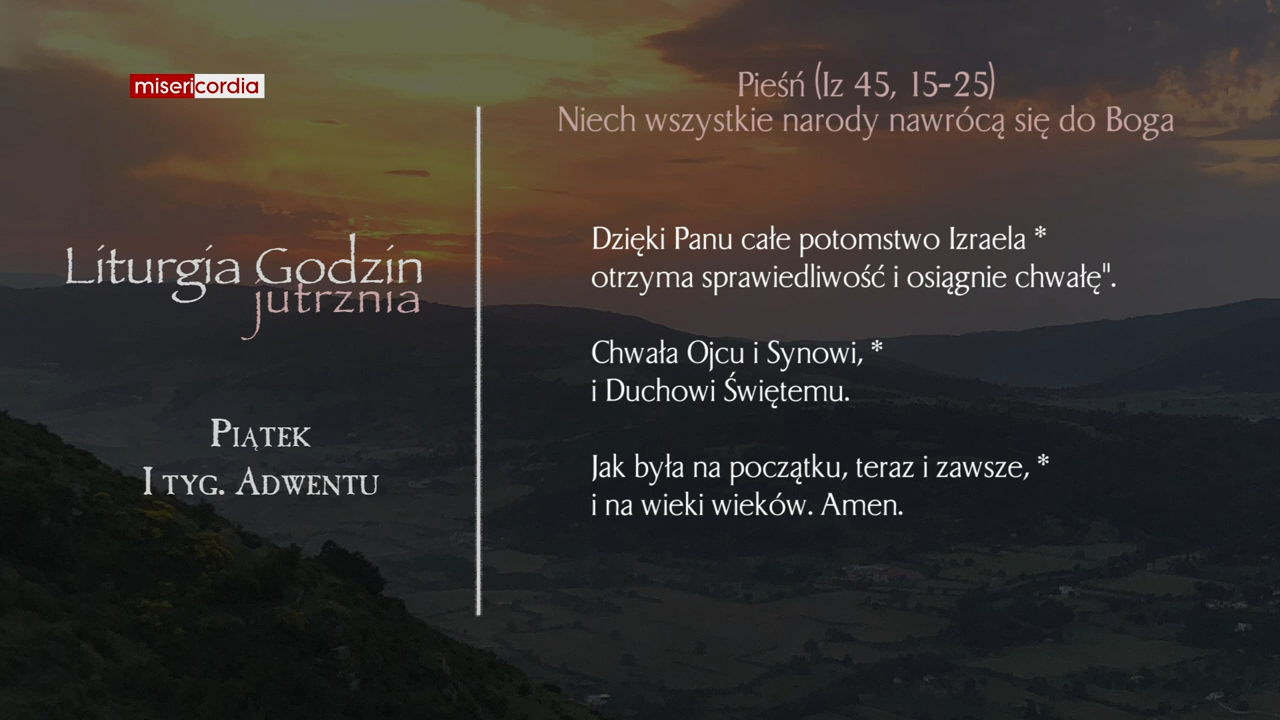 misericordia
Liturgia Godzin
jutrznia
Piątek
I tyg. Adwentu
Pieśń (Iz 45, 15-25)
Niech wszystkie narody nawrócą się do Boga
Dzięki Panu całe potomstwo Izraela *
otrzyma sprawiedliwość i osiągnie chwałę".
Chwała Ojcu i Synowi, *
i Duchowi Świętemu.
Jak była na początku, teraz i zawsze, *
i na wieki wieków. Amen.